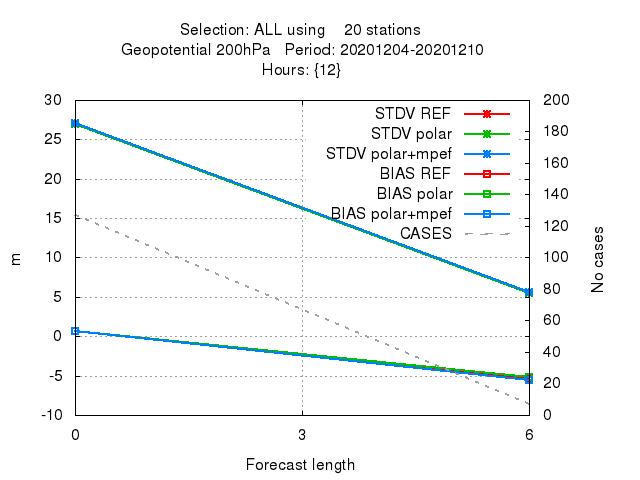 Selection: ALL using    20 stations
Geopotential 200hPa   Period: 20201204-20201210
Hours: {12}
30 200
STDV REF
180
25 STDV polar
160
STDV polar+mpef
20 BIAS REF
140
BIAS polar
15 BIAS polar+mpef 120
CASES
10 100
5 80
60
0
40
-5
20
-10 0
0 3 6
m
No cases
Forecast length